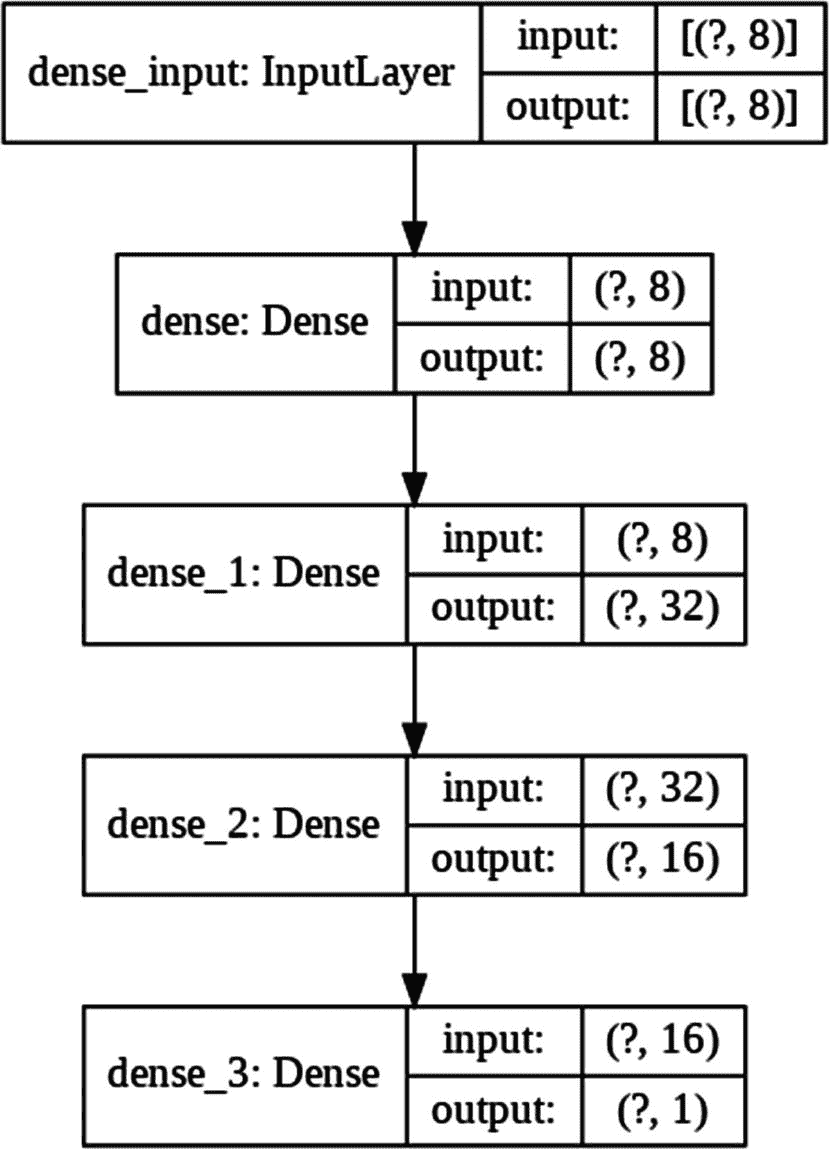 dense_input: InputLayer
input: [(?, 8)]
output: [(?, 8)]
dense: Dense
input: (?, 8)
output: (?, 8)
dense_1: Dense
input: (?, 8)
output: (?, 32)
dense_2: Dense
input: (?, 32)
output: (?, 16)
dense_3: Dense
input: (?, 16)
output: (?, 1)